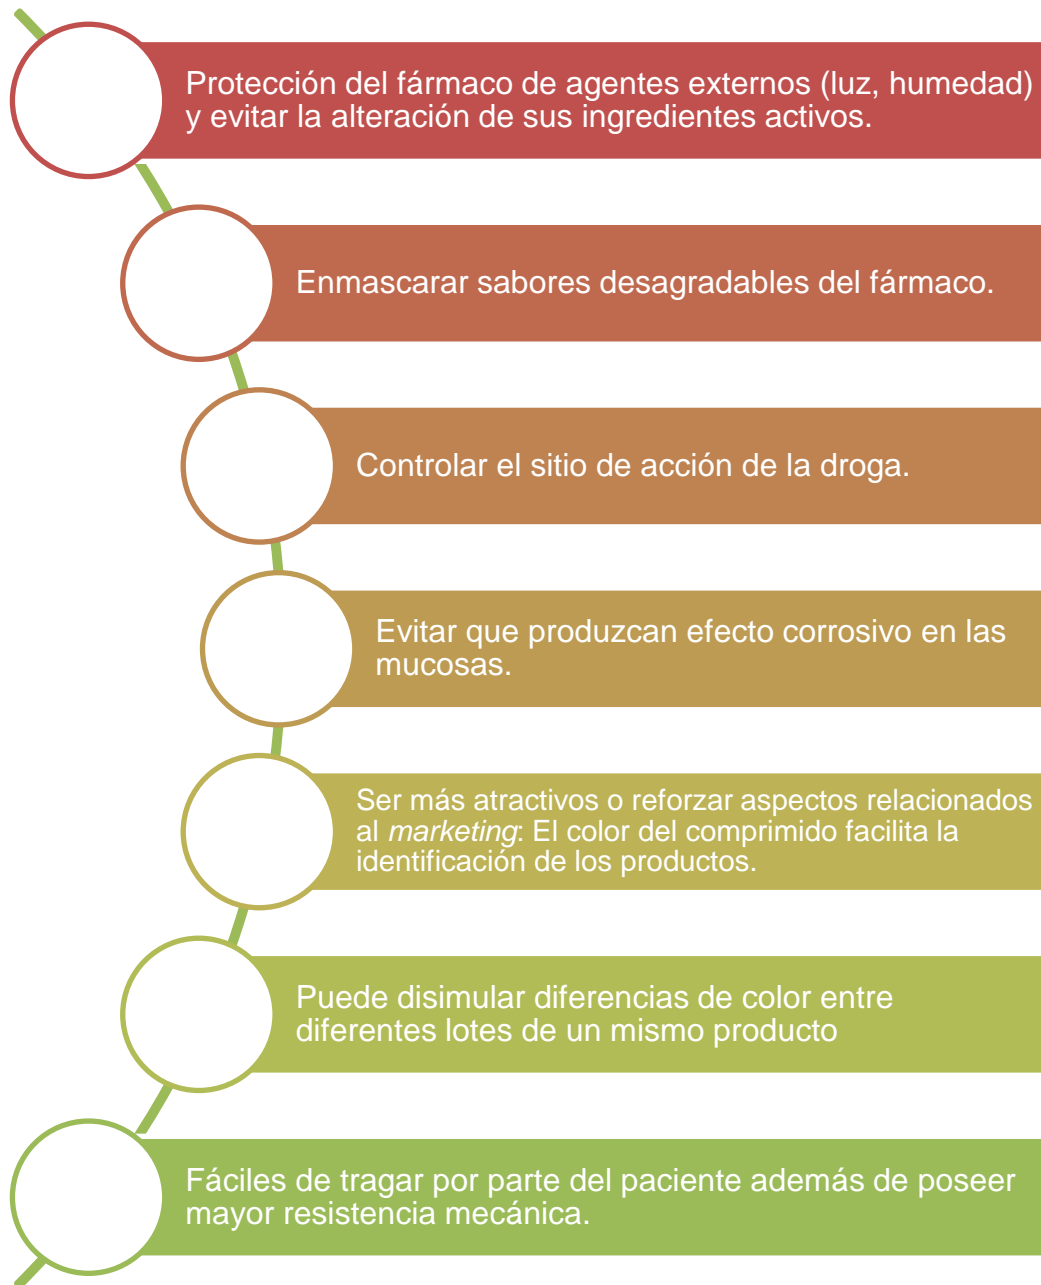 Protección del fármaco de agentes externos (luz, humedad)
y evitar la alteración de sus ingredientes activos.
Enmascarar sabores desagradables del fármaco.
Controlar el sitio de acción de la droga.
Evitar que produzcan efecto corrosivo en las
mucosas.
Ser más atractivos o reforzar aspectos relacionados
al marketing: El color del comprimido facilita la
identificación de los productos.
Puede disimular diferencias de color entre
diferentes lotes de un mismo producto
Fáciles de tragar por parte del paciente además de poseer
mayor resistencia mecánica.